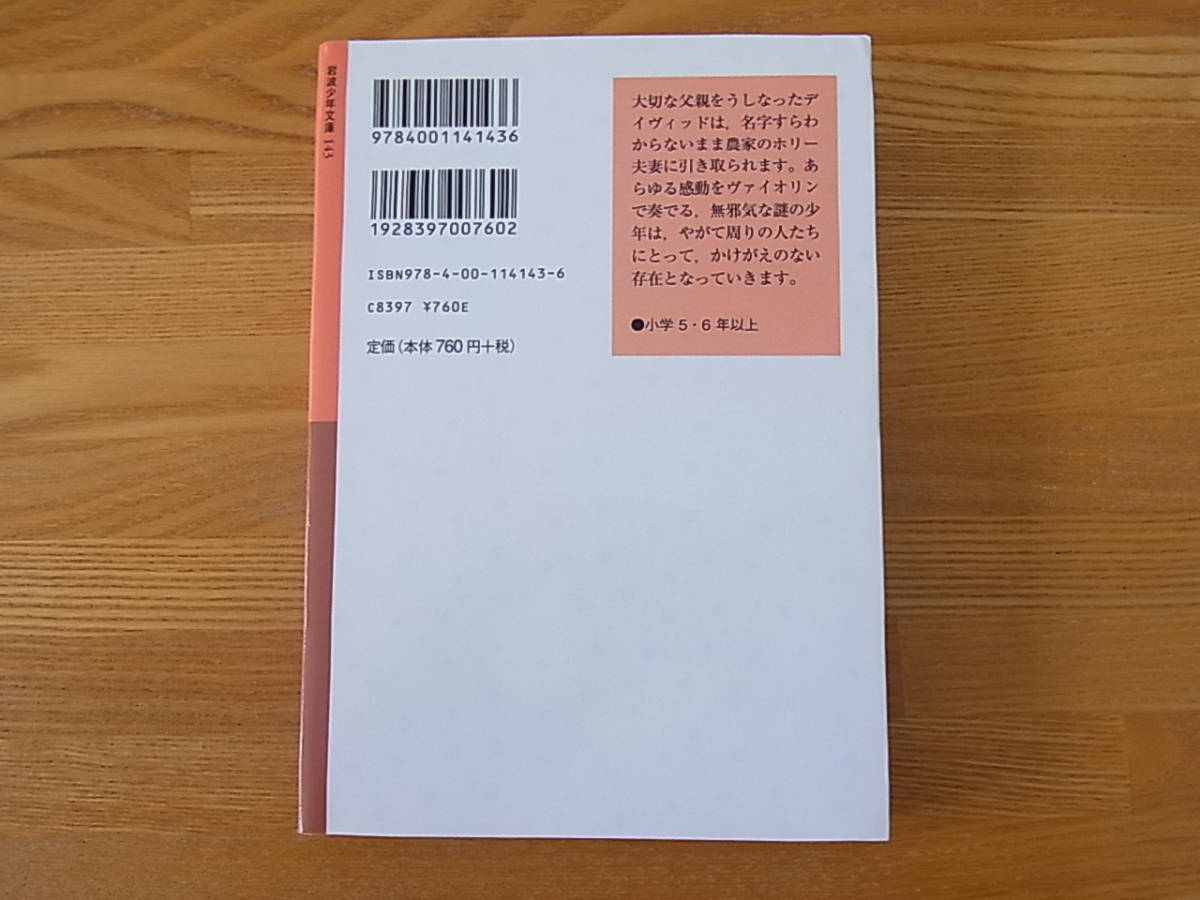 岩波少年文庫 143
9784001141436
1928397007602
ISBN978-4-00-114143-6
C8397 ¥760E
定価(本体 760 円+税)
大切な父親をうしなったデ
イヴィッドは，名字すらわ
からないまま農家のホリー
夫妻に引き取られます。あ
らゆる感動をヴァイオリン
で奏でる，無邪気な謎の少
年は，やがて周りの人たち
にとって，かけがえのない
存在となっていきます。
●小学 5・6 年以上